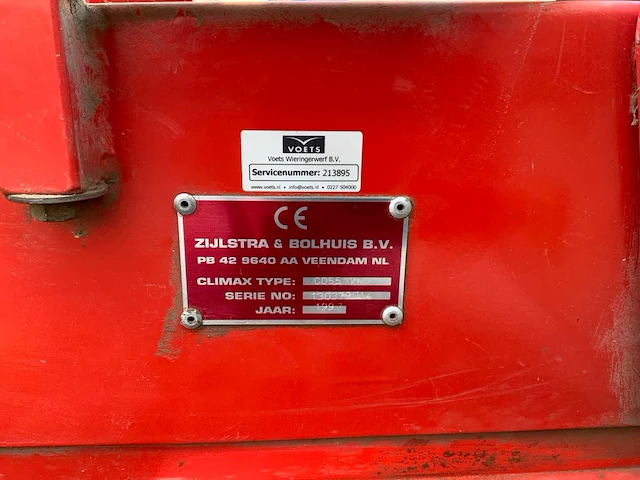 VOETS
Voets Wieringerwerf B.V.
Servicenummer: 213895
www.voets.nl • info@voets.nl • 0227-504000
CE
ZIJLSTRA & BOLHUIS B.V.
PB 42 9640 AA VEENDAM NL
CLIMAX TYPE:
SERIE NO:
JAAR: 1997